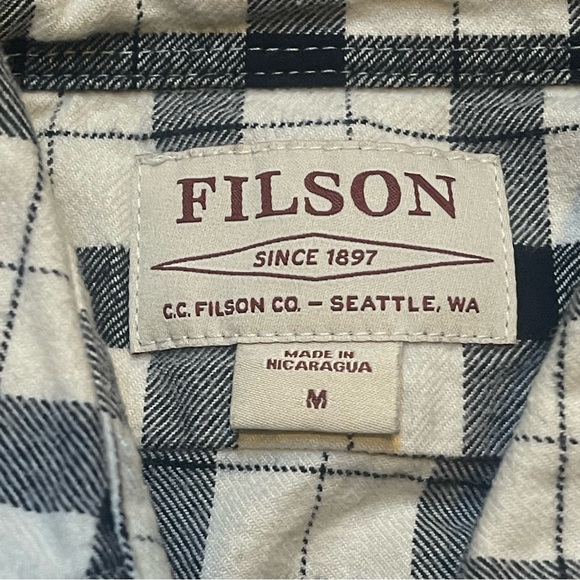 FILSON
SINCE 1897
C.C. FILSON CO. – SEATTLE, WA
MADE IN
NICARAGUA
M